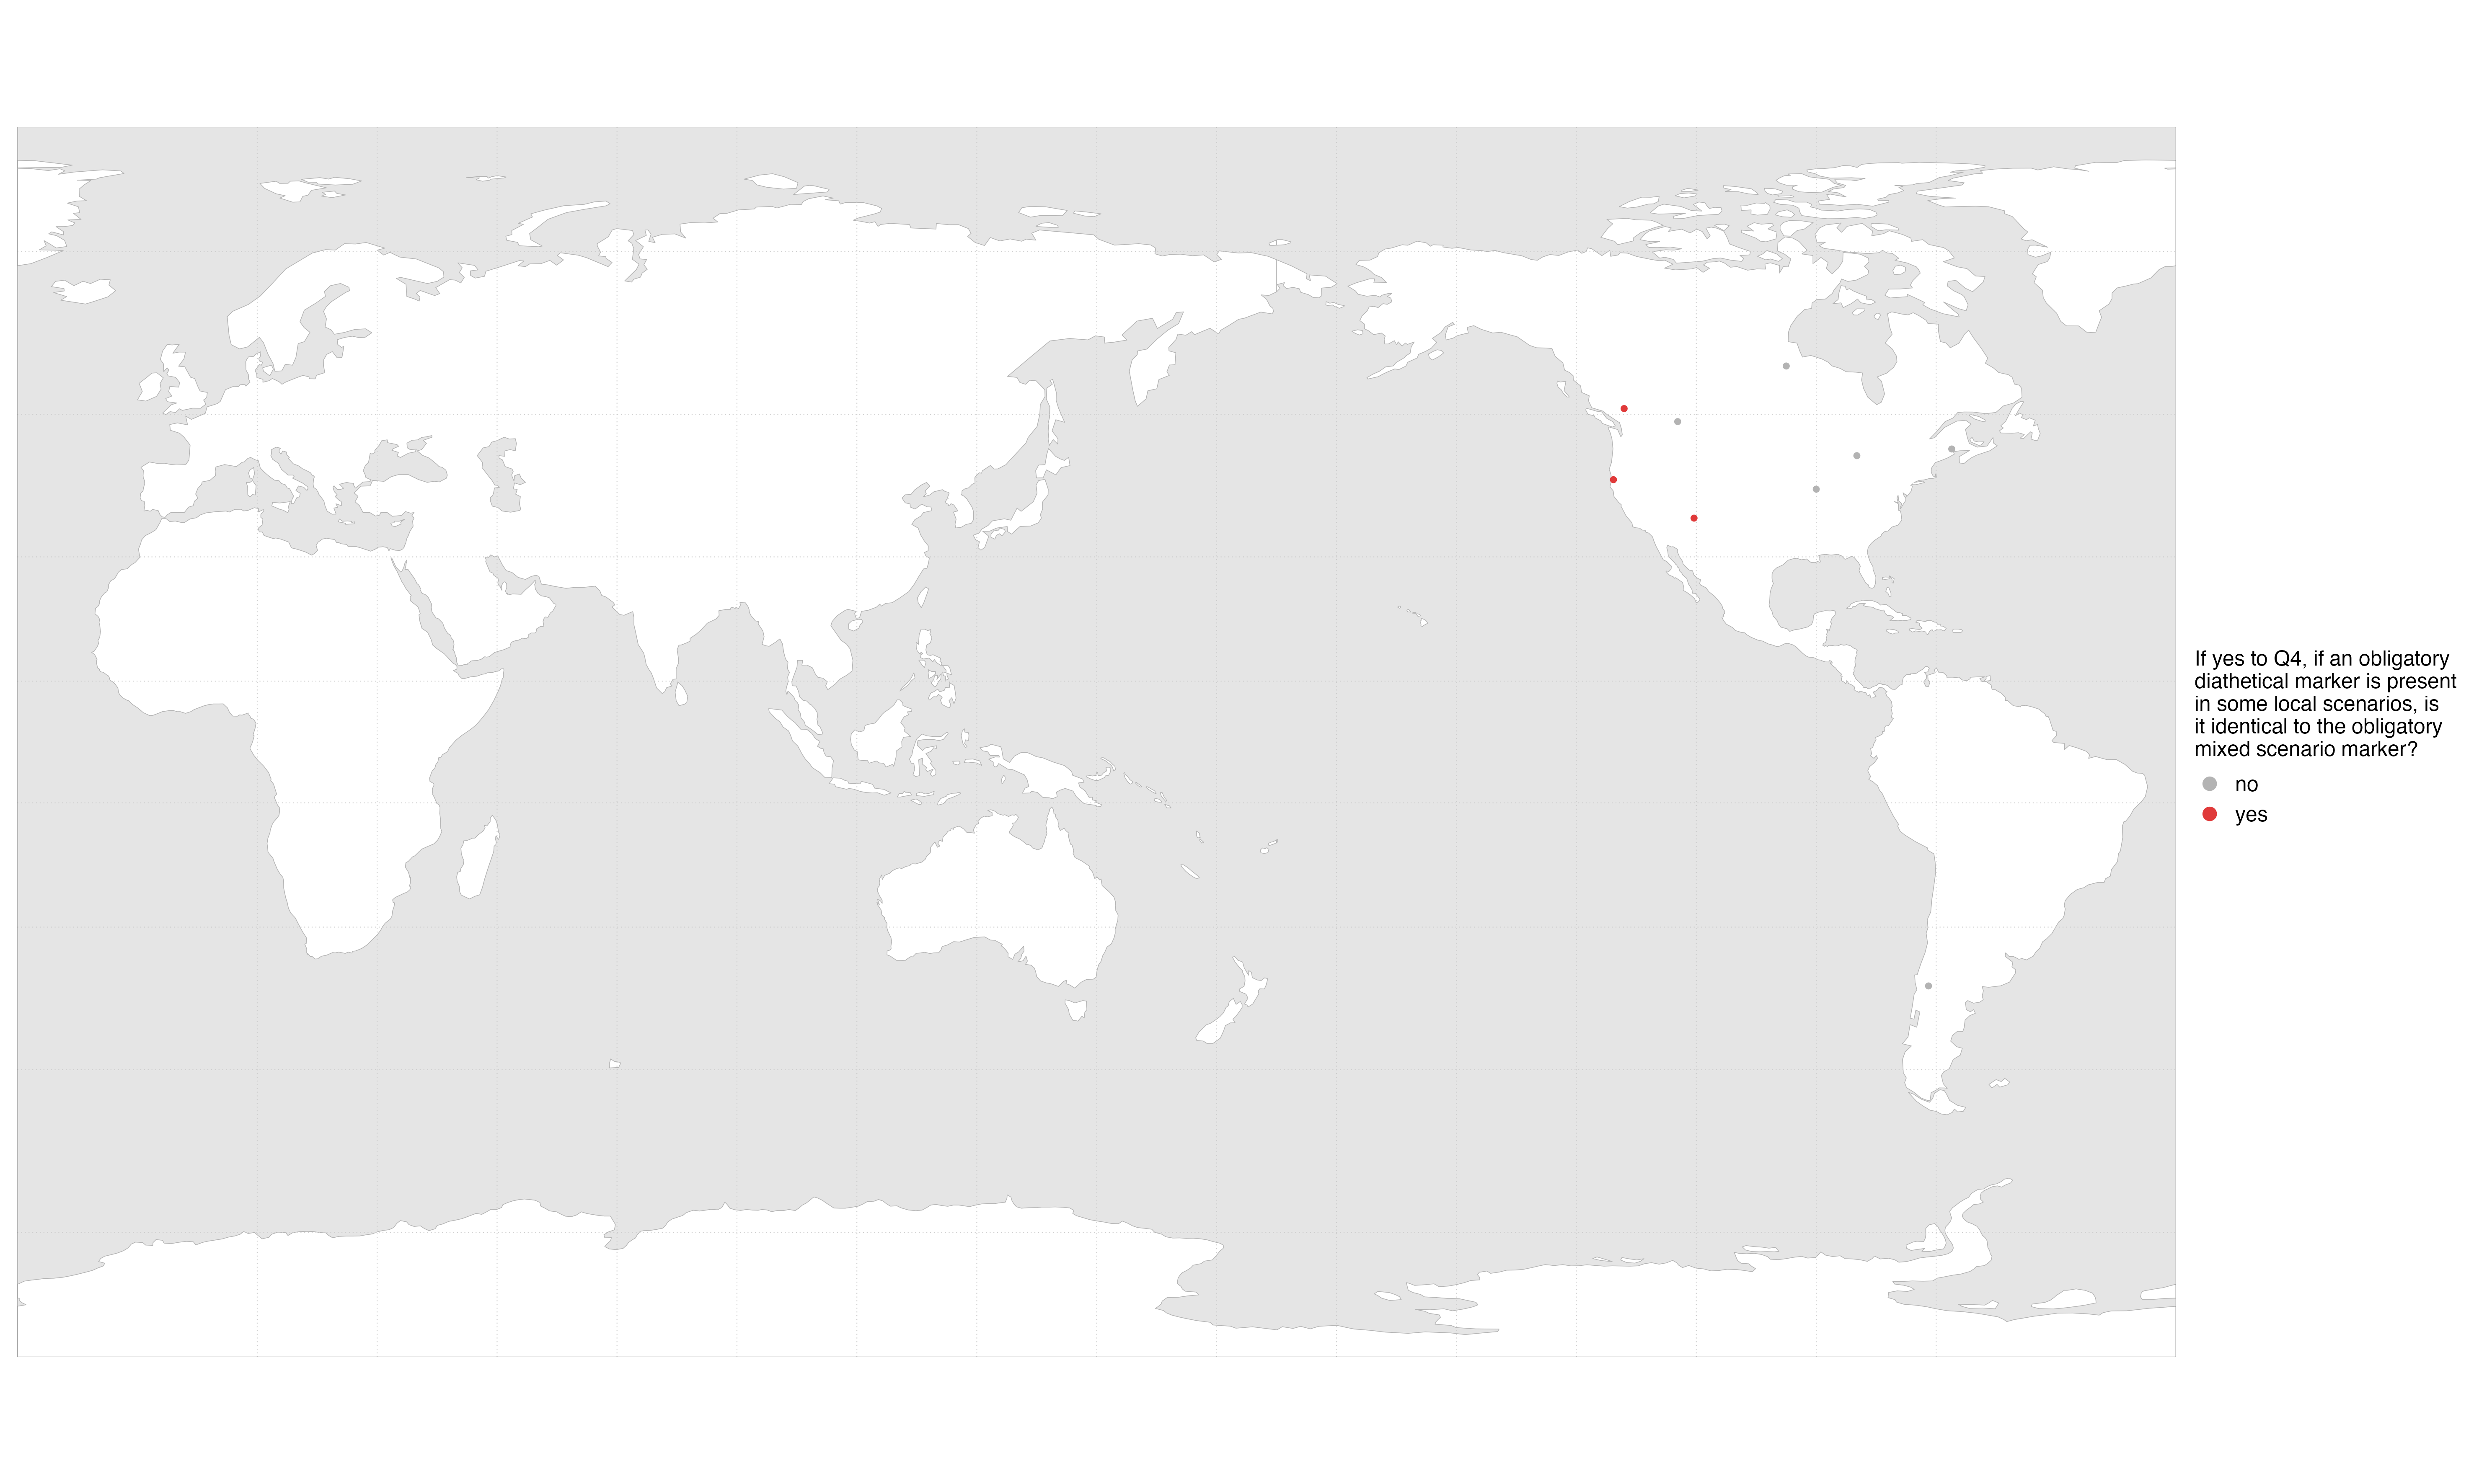 If yes to Q4, if an obligatory
diathetical marker is present
in some local scenarios, is
it identical to the obligatory
mixed scenario marker?
no
yes